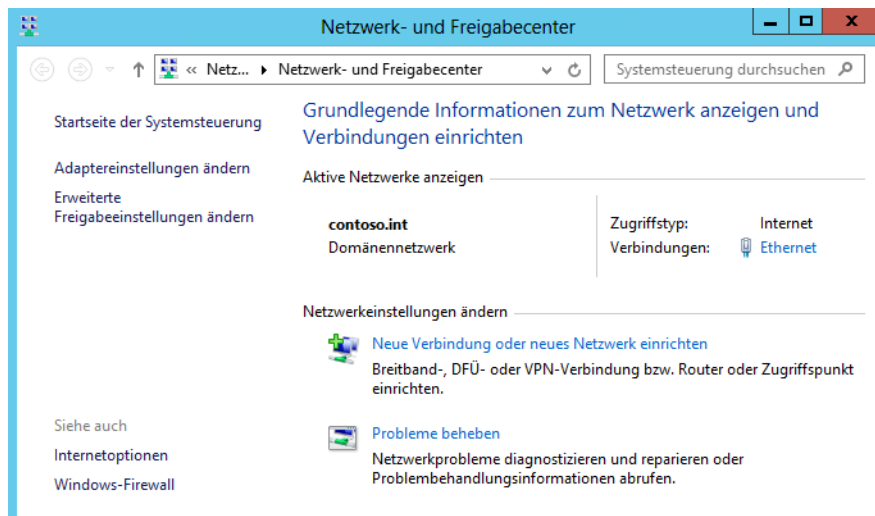 Netzwerk- und Freigabecenter
« Netz... Netzwerk- und Freigabecenter
Systemsteuerung durchsuchen
Startseite der Systemsteuerung
Adaptereinstellungen ändern
Erweiterte
Freigabeeinstellungen ändern
Grundlegende Informationen zum Netzwerk anzeigen und
Verbindungen einrichten
Aktive Netzwerke anzeigen
contoso.int
Domänennetzwerk
Zugriffstyp: Internet
Verbindungen: Ethernet
Netzwerkeinstellungen ändern
Neue Verbindung oder neues Netzwerk einrichten
Breitband-, DFÜ- oder VPN-Verbindung bzw. Router oder Zugriffspunkt
einrichten.
Probleme beheben
Netzwerkprobleme diagnostizieren und reparieren oder
Problembehandlungsinformationen abrufen.
Siehe auch
Internetoptionen
Windows-Firewall